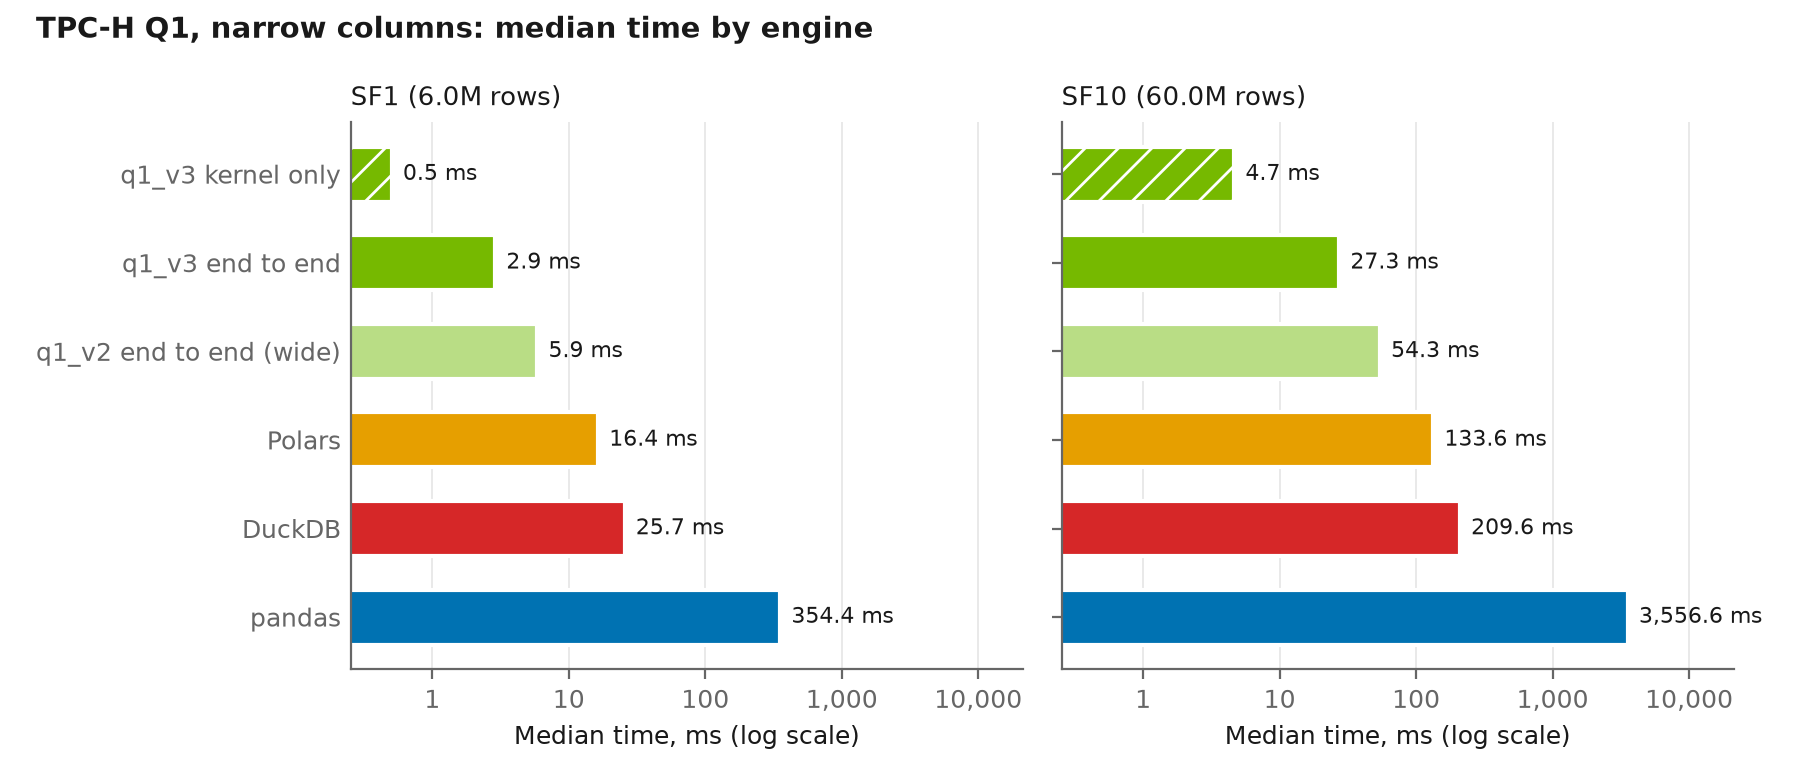 TPC-H Q1, narrow columns: median time by engine
SF1 (6.0M rows)
q1_v3 kernel only
0.5 ms
q1_v3 end to end
2.9 ms
q1_v2 end to end (wide)
5.9 ms
Polars
16.4 ms
DuckDB
25.7 ms
pandas
354.4 ms
1 10 100 1,000 10,000
Median time, ms (log scale)
SF10 (60.0M rows)
4.7 ms
27.3 ms
54.3 ms
133.6 ms
209.6 ms
3,556.6 ms
1 10 100 1,000 10,000
Median time, ms (log scale)